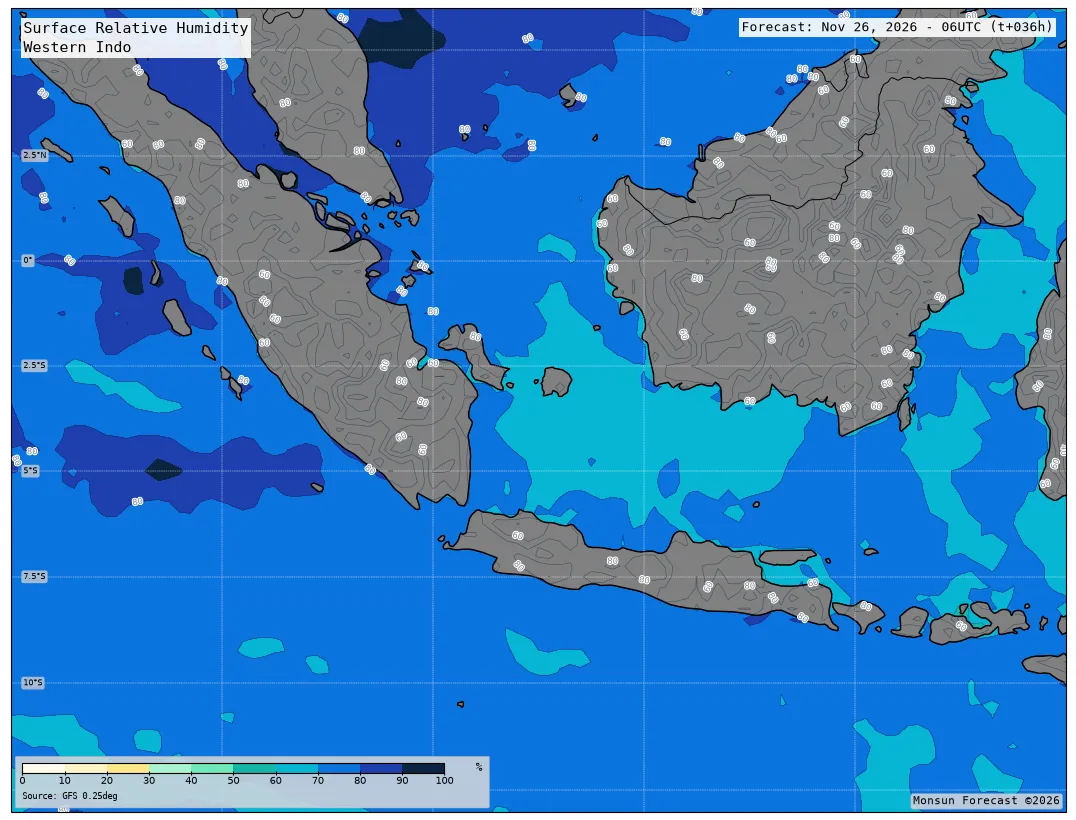 Surface Relative Humidity
Western Indo
Forecast: Nov 26, 2026 - 06UTC (t+036h)
2.5°N
0°
2.5°S
5°S
7.5°S
10°S
0 10 20 30 40 50 60 70 80 90 100
%
Source: GFS 0.25deg
Monsun Forecast ©2026